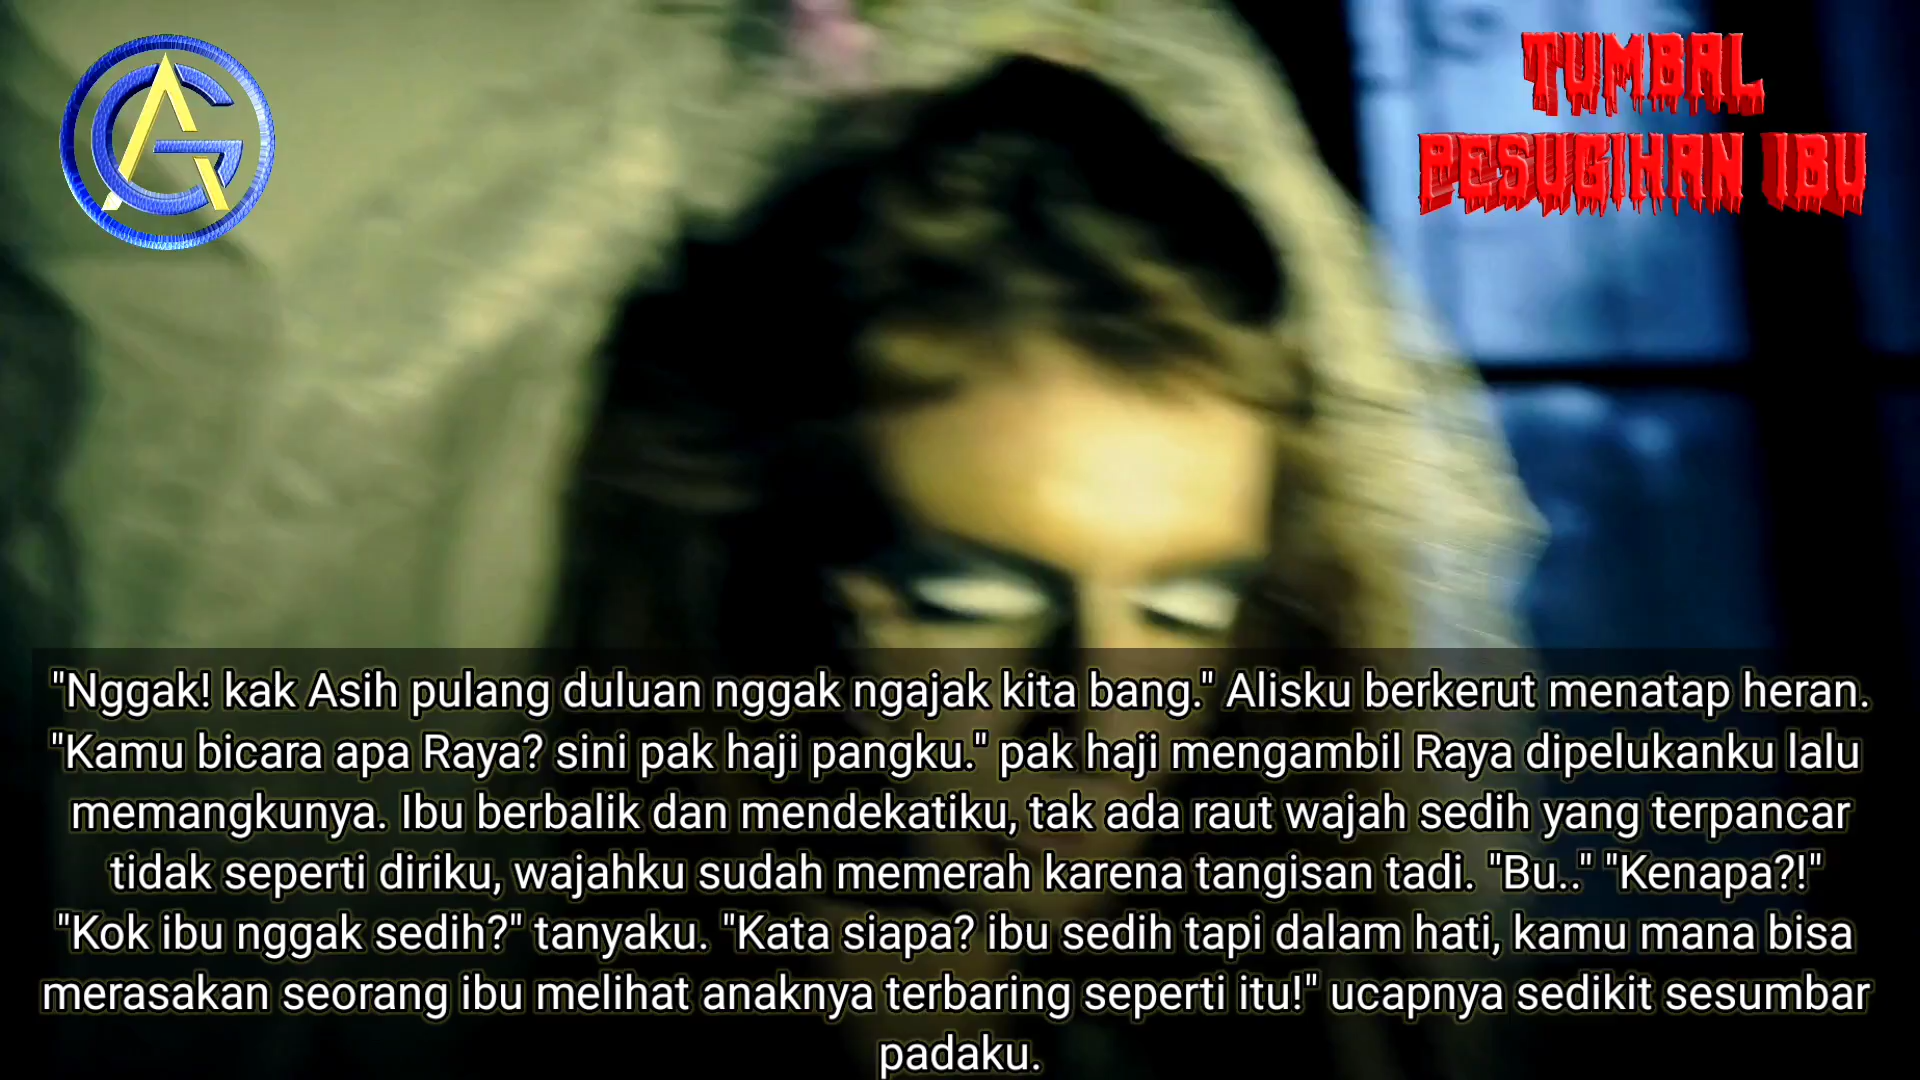 TUMBAL
PESUGIHAN IBU
"Nggak! kak Asih pulang duluan nggak ngajak kita bang." Alisku berkerut menatap heran.
"Kamu bicara apa Raya? sini pak haji pangku." pak haji mengambil Raya dipelukanku lalu
memangkunya. Ibu berbalik dan mendekatiku, tak ada raut wajah sedih yang terpancar
tidak seperti diriku, wajahku sudah memerah karena tangisan tadi. "Bu.." "Kenapa?!"
"Kok ibu nggak sedih?" tanyaku. "Kata siapa? ibu sedih tapi dalam hati, kamu mana bisa
merasakan seorang ibu melihat anaknya terbaring seperti itu!" ucapnya sedikit sesumbar
padaku.